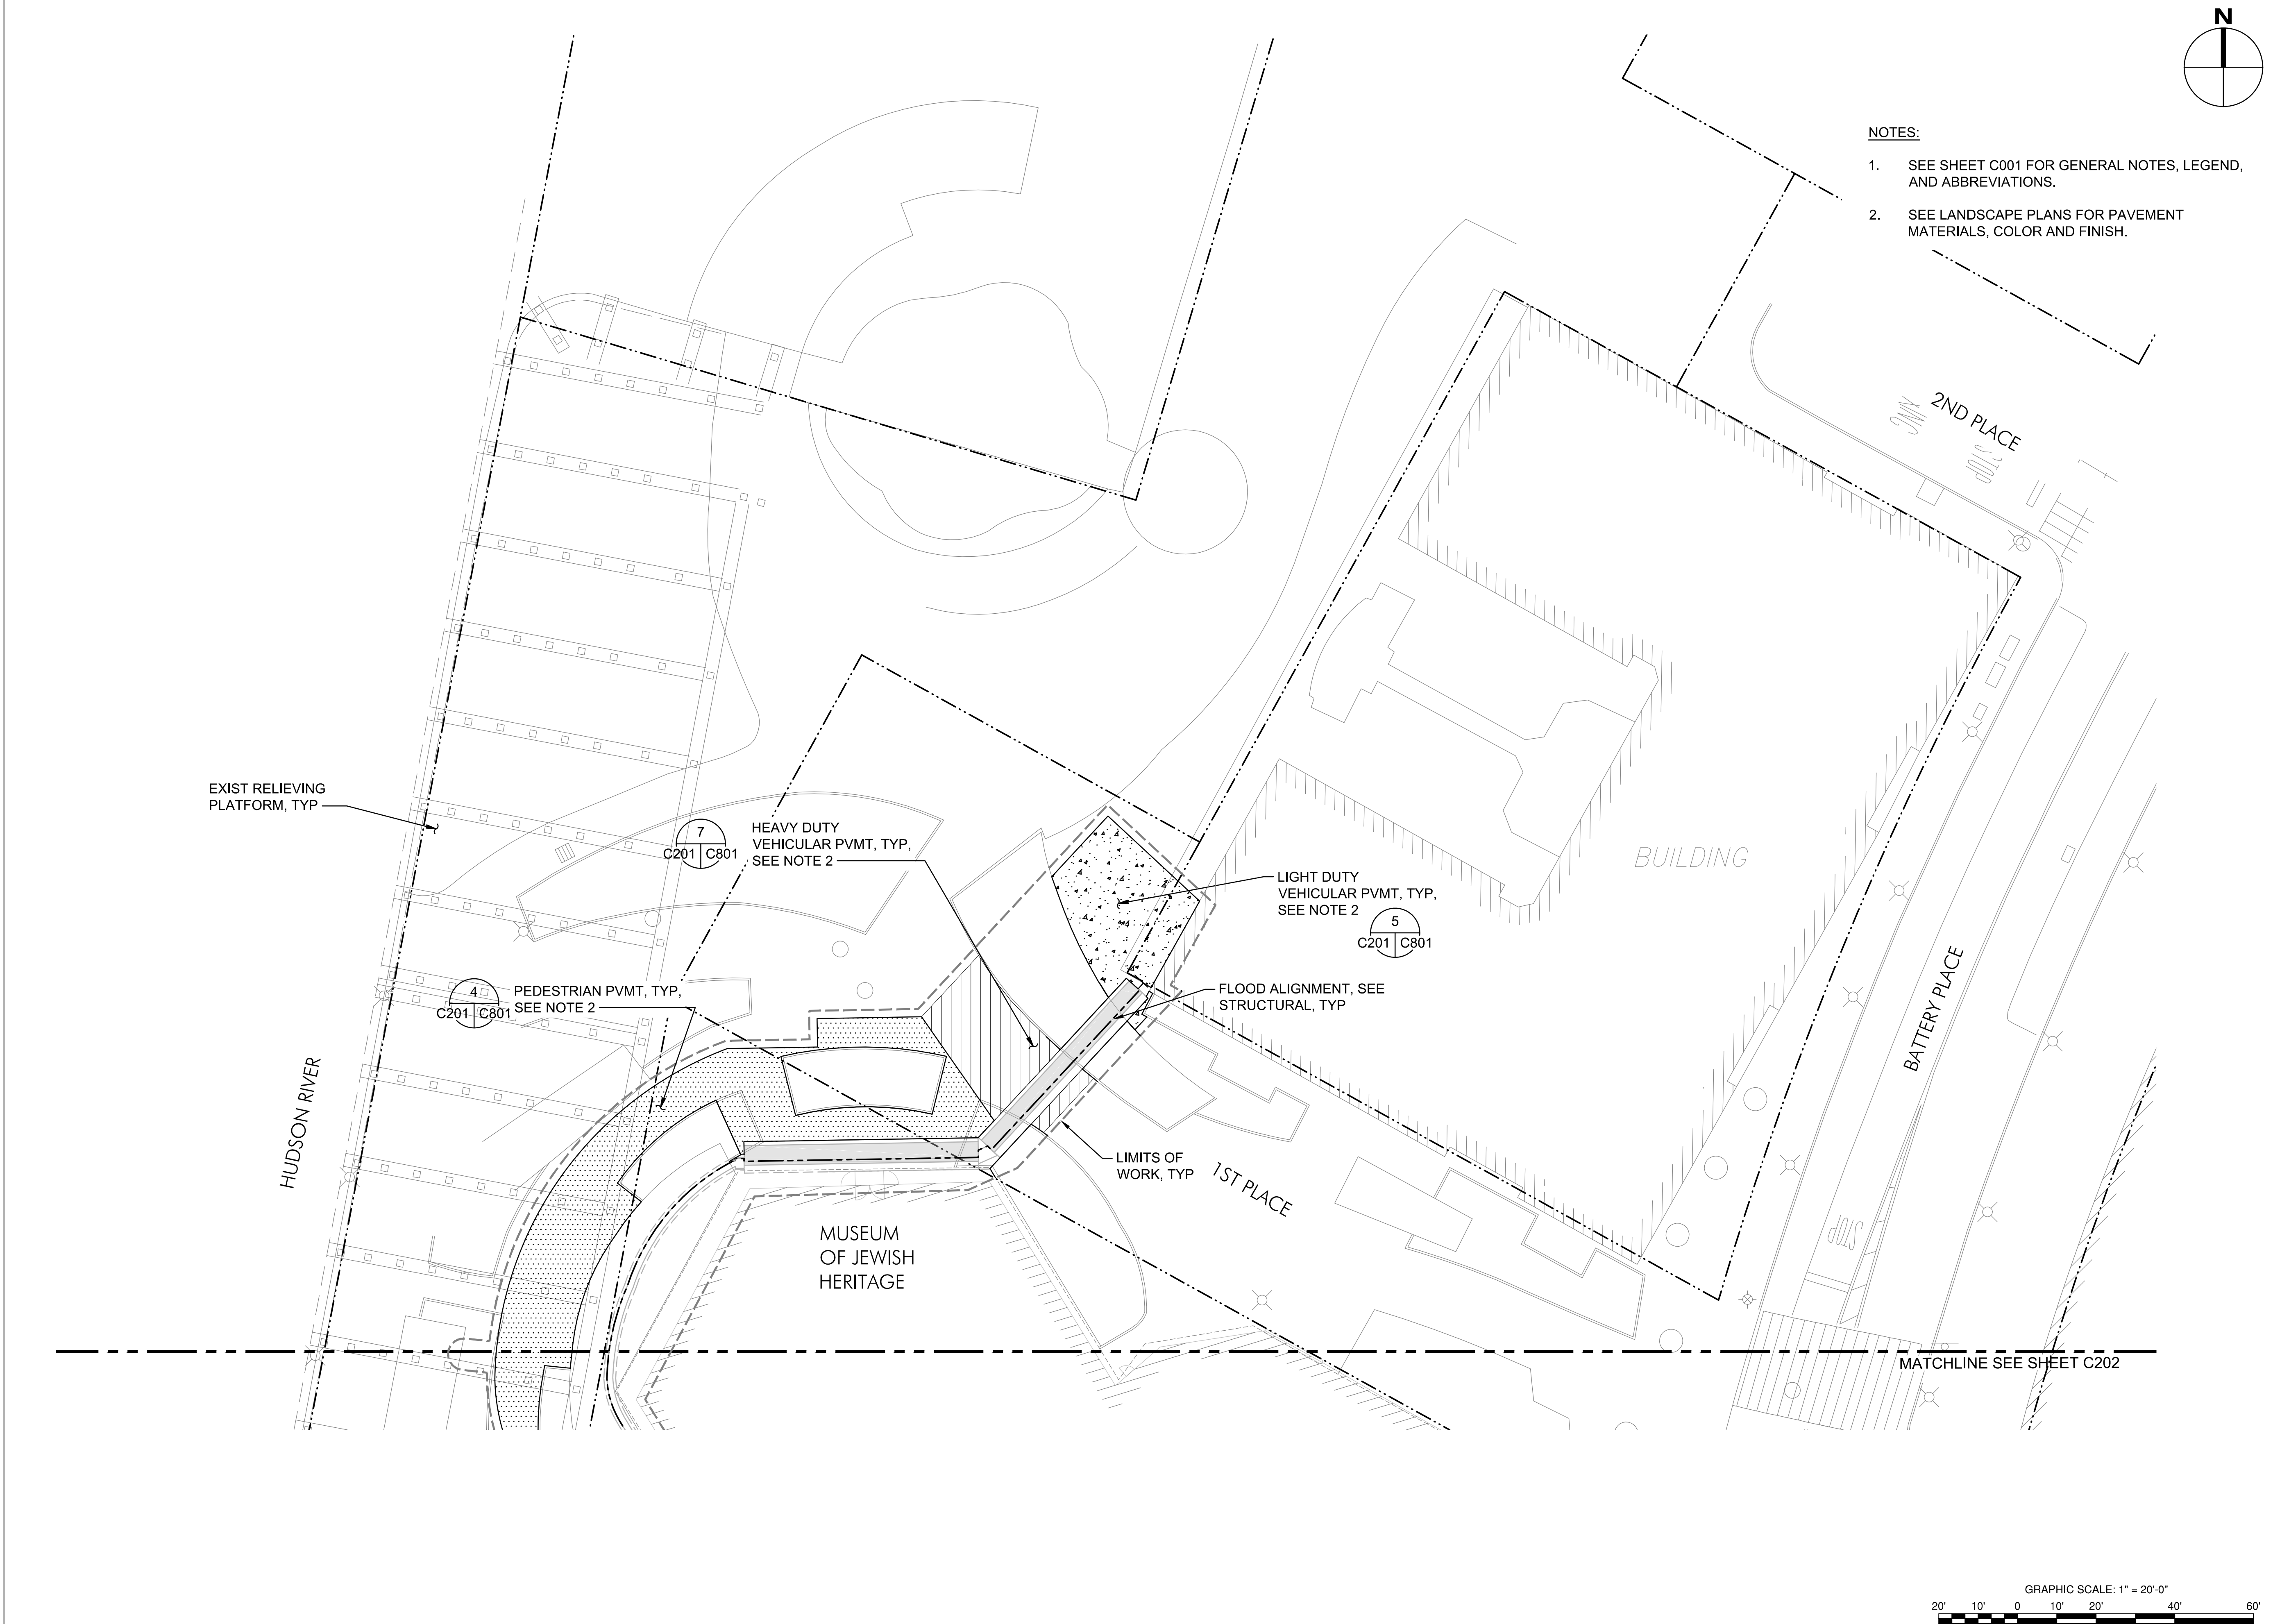 N
NOTES:
1. SEE SHEET C001 FOR GENERAL NOTES, LEGEND,
AND ABBREVIATIONS.
2. SEE LANDSCAPE PLANS FOR PAVEMENT
MATERIALS, COLOR AND FINISH.
2ND PLACE
ONLY
EXIST RELIEVING
PLATFORM, TYP
7
C201 C801
HEAVY DUTY
VEHICULAR PVMT, TYP,
SEE NOTE 2
LIGHT DUTY
VEHICULAR PVMT, TYP,
SEE NOTE 2
5
C201 C801
BUILDING
4
C201 C801
PEDESTRIAN PVMT, TYP,
SEE NOTE 2
FLOOD ALIGNMENT, SEE
STRUCTURAL, TYP
BATTERY PLACE
HUDSON RIVER
LIMITS OF
WORK, TYP
1ST PLACE
MUSEUM
OF JEWISH
HERITAGE
STOP
MATCHLINE SEE SHEET C202
GRAPHIC SCALE: 1" = 20'-0"
20' 10' 0 10' 20' 40' 60'